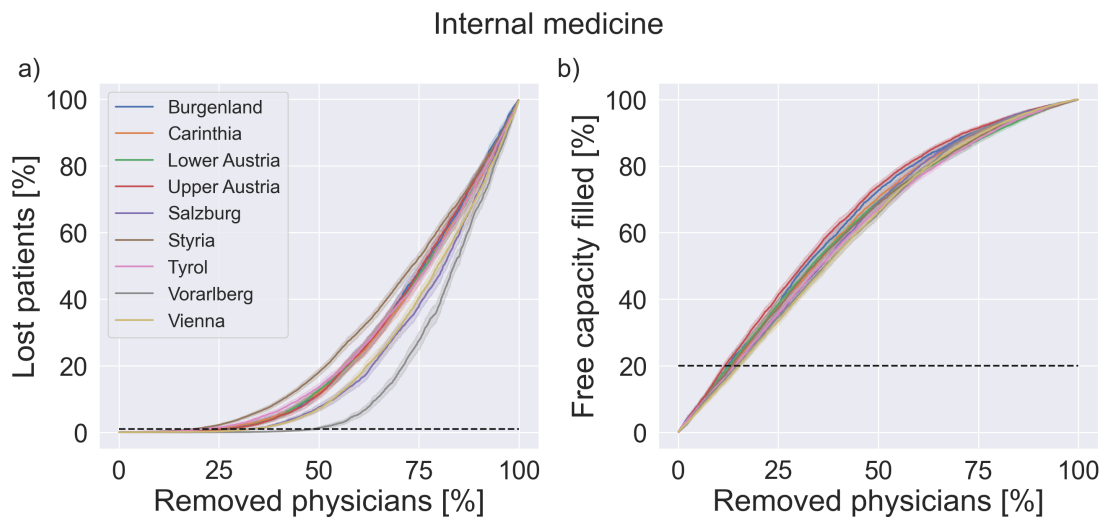 Internal medicine
a)
Lost patients [%]
100
80
60
40
20
0
Burgenland
Carinthia
Lower Austria
Upper Austria
Salzburg
Styria
Tyrol
Vorarlberg
Vienna
0 25 50 75 100
Removed physicians [%]
b)
Free capacity filled [%]
100
80
60
40
20
0
0 25 50 75 100
Removed physicians [%]